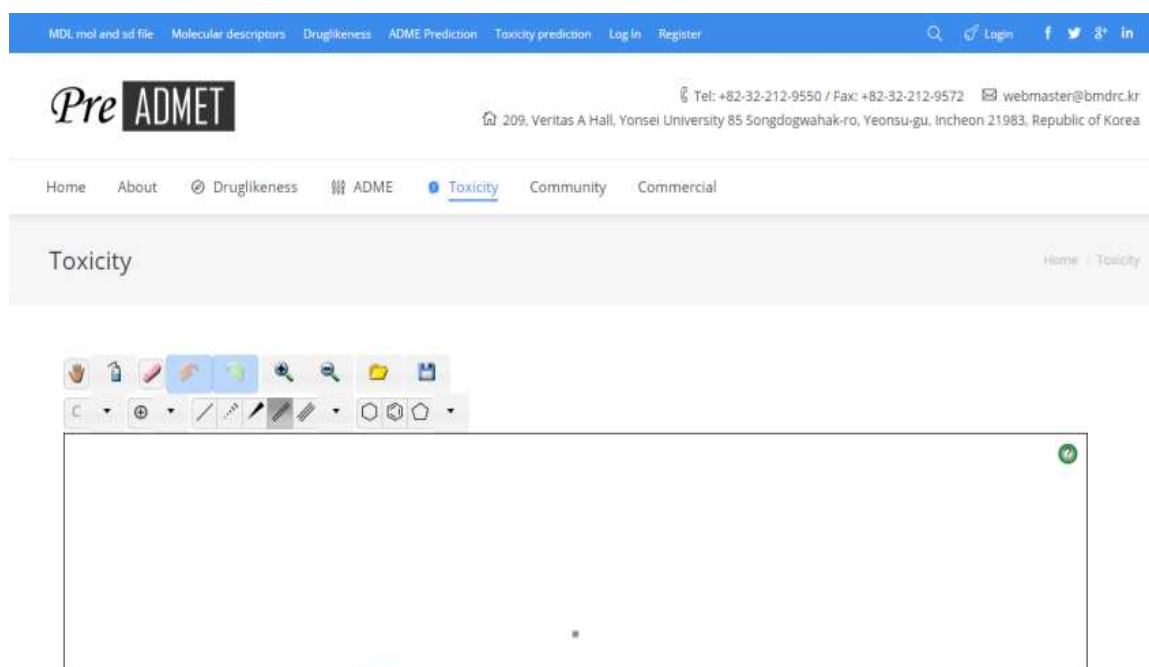 MDL mol and sd file Molecular descriptors Druglikeness ADME Prediction Toxicity prediction Log In Register Login f g+ in
Pre ADMET
Tel: +82-32-212-9550 / Fax: +82-32-212-9572 webmaster@bmdrc.kr
209, Veritas A Hall, Yonsei University 85 Songdogwahak-ro, Yeonsu-gu, Incheon 21983, Republic of Korea
Home About Druglikeness ADME Toxicity Community Commercial
Toxicity
Home / Toxicity
C